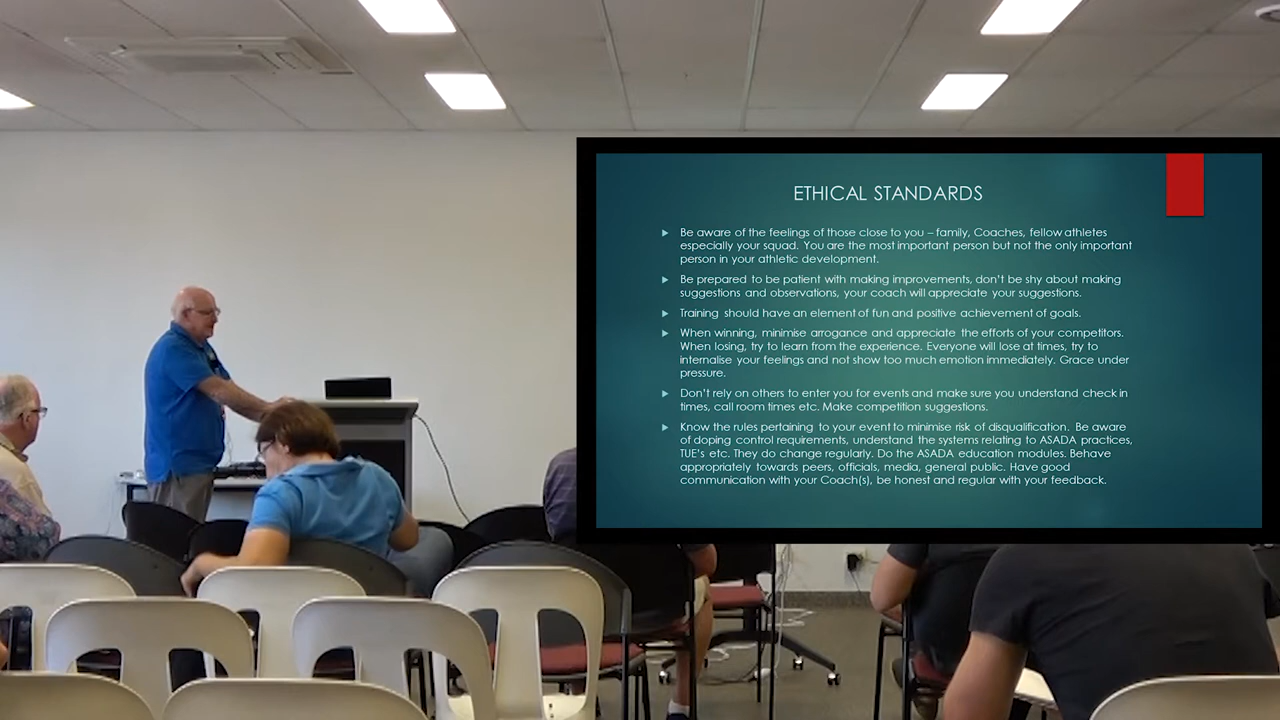 ETHICAL STANDARDS
Be aware of the feelings of those close to you – family, Coaches, fellow athletes
especially your squad. You are the most important person but not the only important
person in your athletic development.
Be prepared to be patient with making improvements, don't be shy about making
suggestions and observations, your coach will appreciate your suggestions.
Training should have an element of fun and positive achievement of goals.
When winning, minimise arrogance and appreciate the efforts of your competitors.
When losing, try to learn from the experience. Everyone will lose at times, try to
internalise your feelings and not show too much emotion immediately. Grace under
pressure.
Don't rely on others to enter you for events and make sure you understand check in
times, call room times etc. Make competition suggestions.
Know the rules pertaining to your event to minimise risk of disqualification. Be aware
of doping control requirements, understand the systems relating to ASADA practices,
TUE's etc. They do change regularly. Do the ASADA education modules. Behave
appropriately towards peers, officials, media, general public. Have good
communication with your Coach(s), be honest and regular with your feedback.